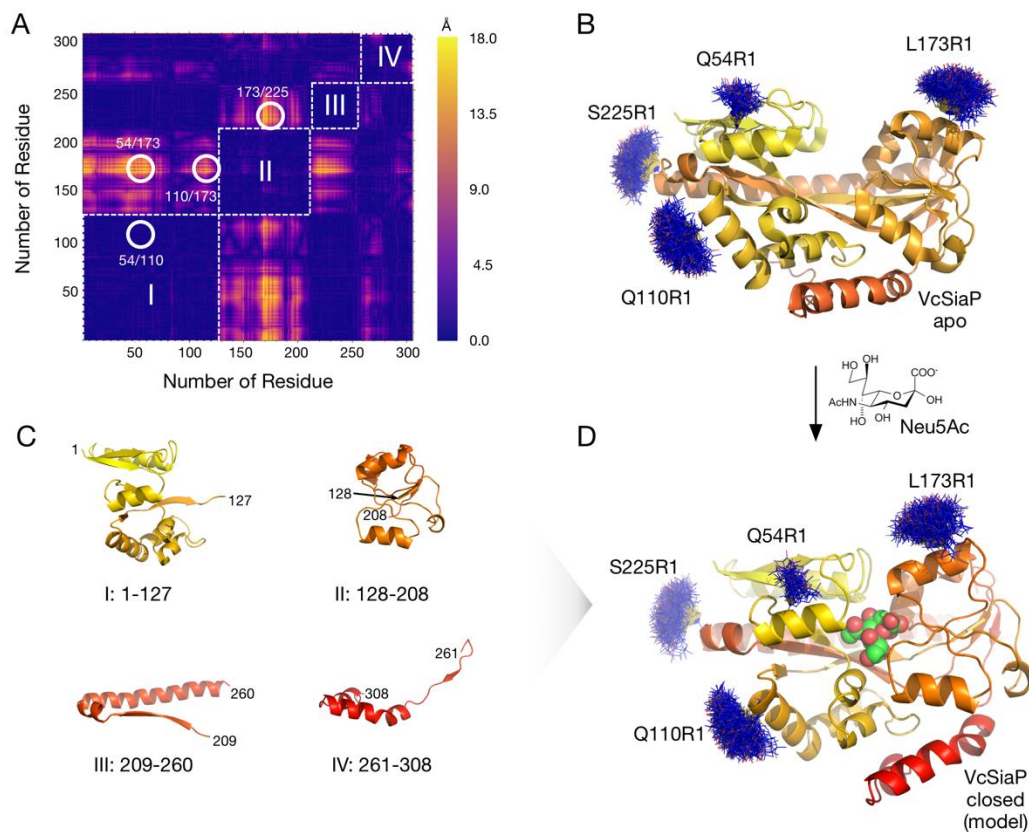 A
Å
18.0
13.5
9.0
4.5
0.0
300
250
200
150
100
50
Number of Residue
50
100
150
200
250
300
Number of Residue
IV
III
II
I
173/225
54/173
110/173
54/110
B
Q54R1
L173R1
S225R1
Q110R1
VcSiaP
apo
HO
OH
HO
COO-
O
OH
AcHN
OH
HO
Neu5Ac
C
1
127
I: 1-127
128
208
II: 128-208
260
209
III: 209-260
261
308
IV: 261-308
D
L173R1
Q54R1
S225R1
Q110R1
VcSiaP
closed
(model)